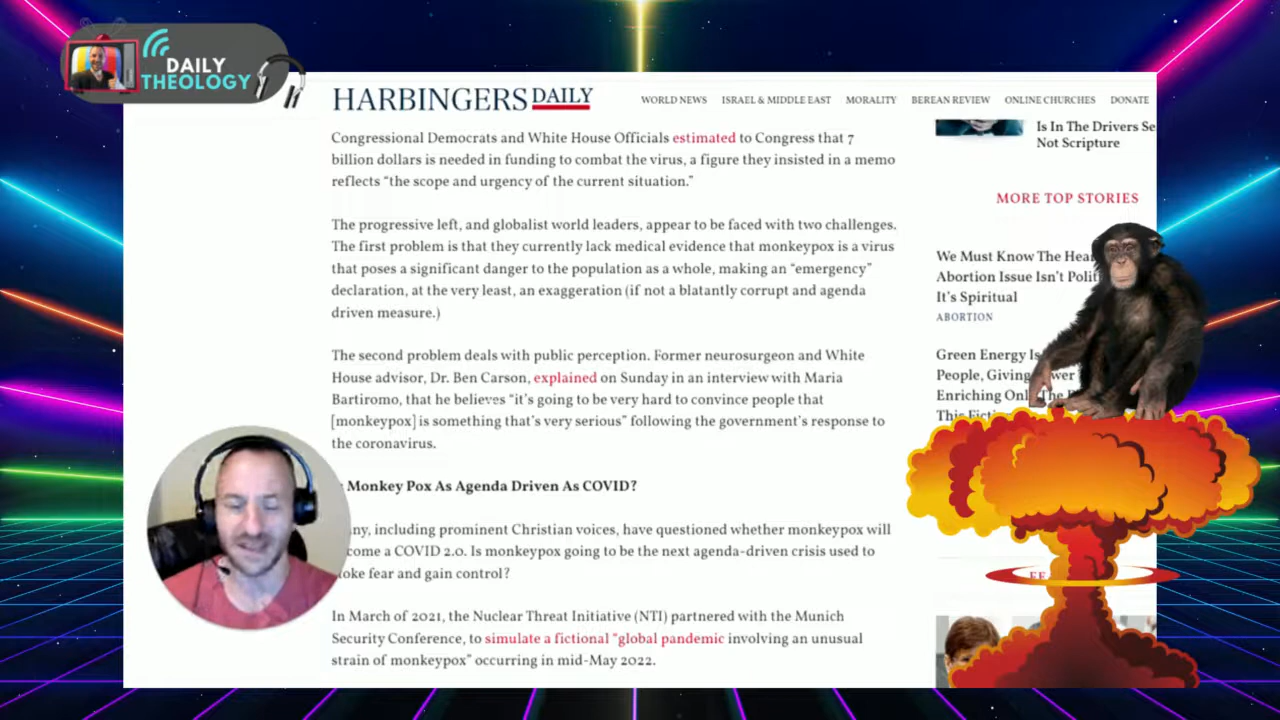 DAILY
THEOLOGY
HARBINGERS DAILY
WORLD NEWS ISRAEL & MIDDLE EAST MORALITY BEREAN REVIEW ONLINE CHURCHES DONATE
Congressional Democrats and White House Officials estimated to Congress that 7
billion dollars is needed in funding to combat the virus, a figure they insisted in a memo
reflects “the scope and urgency of the current situation.”
The progressive left, and globalist world leaders, appear to be faced with two challenges.
The first problem is that they currently lack medical evidence that monkeypox is a virus
that poses a significant danger to the population as a whole, making an “emergency”
declaration, at the very least, an exaggeration (if not a blatantly corrupt and agenda
driven measure.)
The second problem deals with public perception. Former neurosurgeon and White
House advisor, Dr. Ben Carson, explained on Sunday in an interview with Maria
Bartiromo, that he believes “it’s going to be very hard to convince people that
[monkeypox] is something that’s very serious” following the government’s response to
the coronavirus.
Monkey Pox As Agenda Driven As COVID?
including prominent Christian voices, have questioned whether monkeypox will
a COVID 2.0. Is monkeypox going to be the next agenda-driven crisis used to
fear and gain control?
In March of 2021, the Nuclear Threat Initiative (NTI) partnered with the Munich
Security Conference, to simulate a fictional “global pandemic involving an unusual
strain of monkeypox” occurring in mid-May 2022.
Is In The Drivers Se
Not Scripture
MORE TOP STORIES
We Must Know The Hea
Abortion Issue Isn’t Polit
It’s Spiritual
ABORTION
Green Energy Is
People, Giving
Enriching Onl The
This Fict